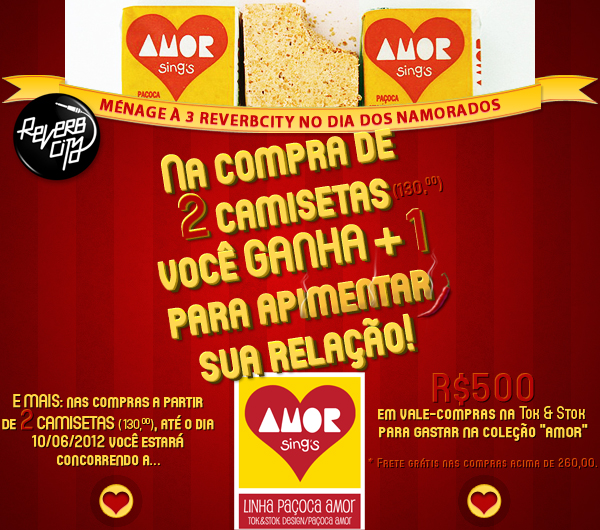 AMOR
Sing's
PAÇOCA
AMOR
Sing's
PAÇOCA
AMOR
MÉNAGE À 3 REVERBCITY NO DIA DOS NAMORADOS
REVERB
CITY
NA COMPRA DE
2 CAMISETAS (130,00)
VOCÊ GANHA + 1
PARA APIMENTAR
SUA RELAÇÃO!
E MAIS: NAS COMPRAS A PARTIR
DE 2 CAMISETAS (130,00), ATÉ O DIA
10/06/2012 VOCÊ ESTARÁ
CONCORRENDO A...
AMOR
Sing's
LINHA PAÇOCA AMOR
TOK&STOK DESIGN/PAÇOCA AMOR
R$500
EM VALE-COMPRAS NA TOK & STOK
PARA GASTAR NA COLEÇÃO "AMOR"
* FRETE GRÁTIS NAS COMPRAS ACIMA DE 260,00.